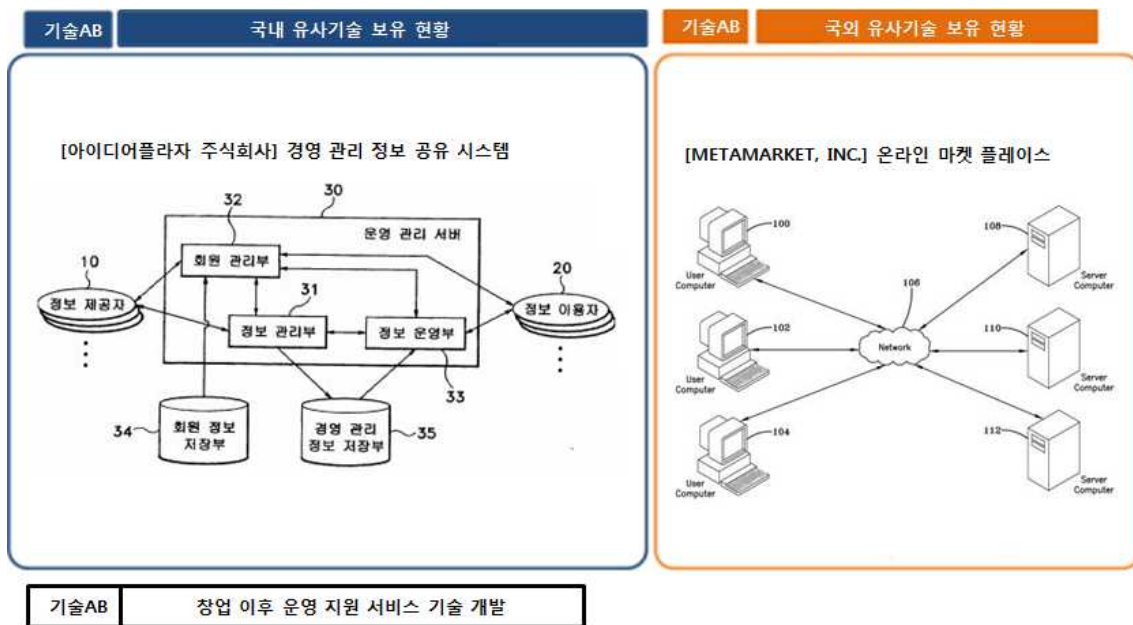 기술AB 국내 유사기술 보유 현황
기술AB 국외 유사기술 보유 현황
[아이디어플라자 주식회사] 경영 관리 정보 공유 시스템
30
32
운영 관리 서버
회원 관리부
10
정보 제공자
31
정보 관리부
정보 운영부
20
정보 이용자
33
34
회원 정보
저장부
경영 관리
정보 저장부
35
[METAMARKET, INC.] 온라인 마켓 플레이스
100
User
Computer
102
User
Computer
104
User
Computer
106
Network
108
Server
Computer
110
Server
Computer
112
Server
Computer
기술AB 창업 이후 운영 지원 서비스 기술 개발